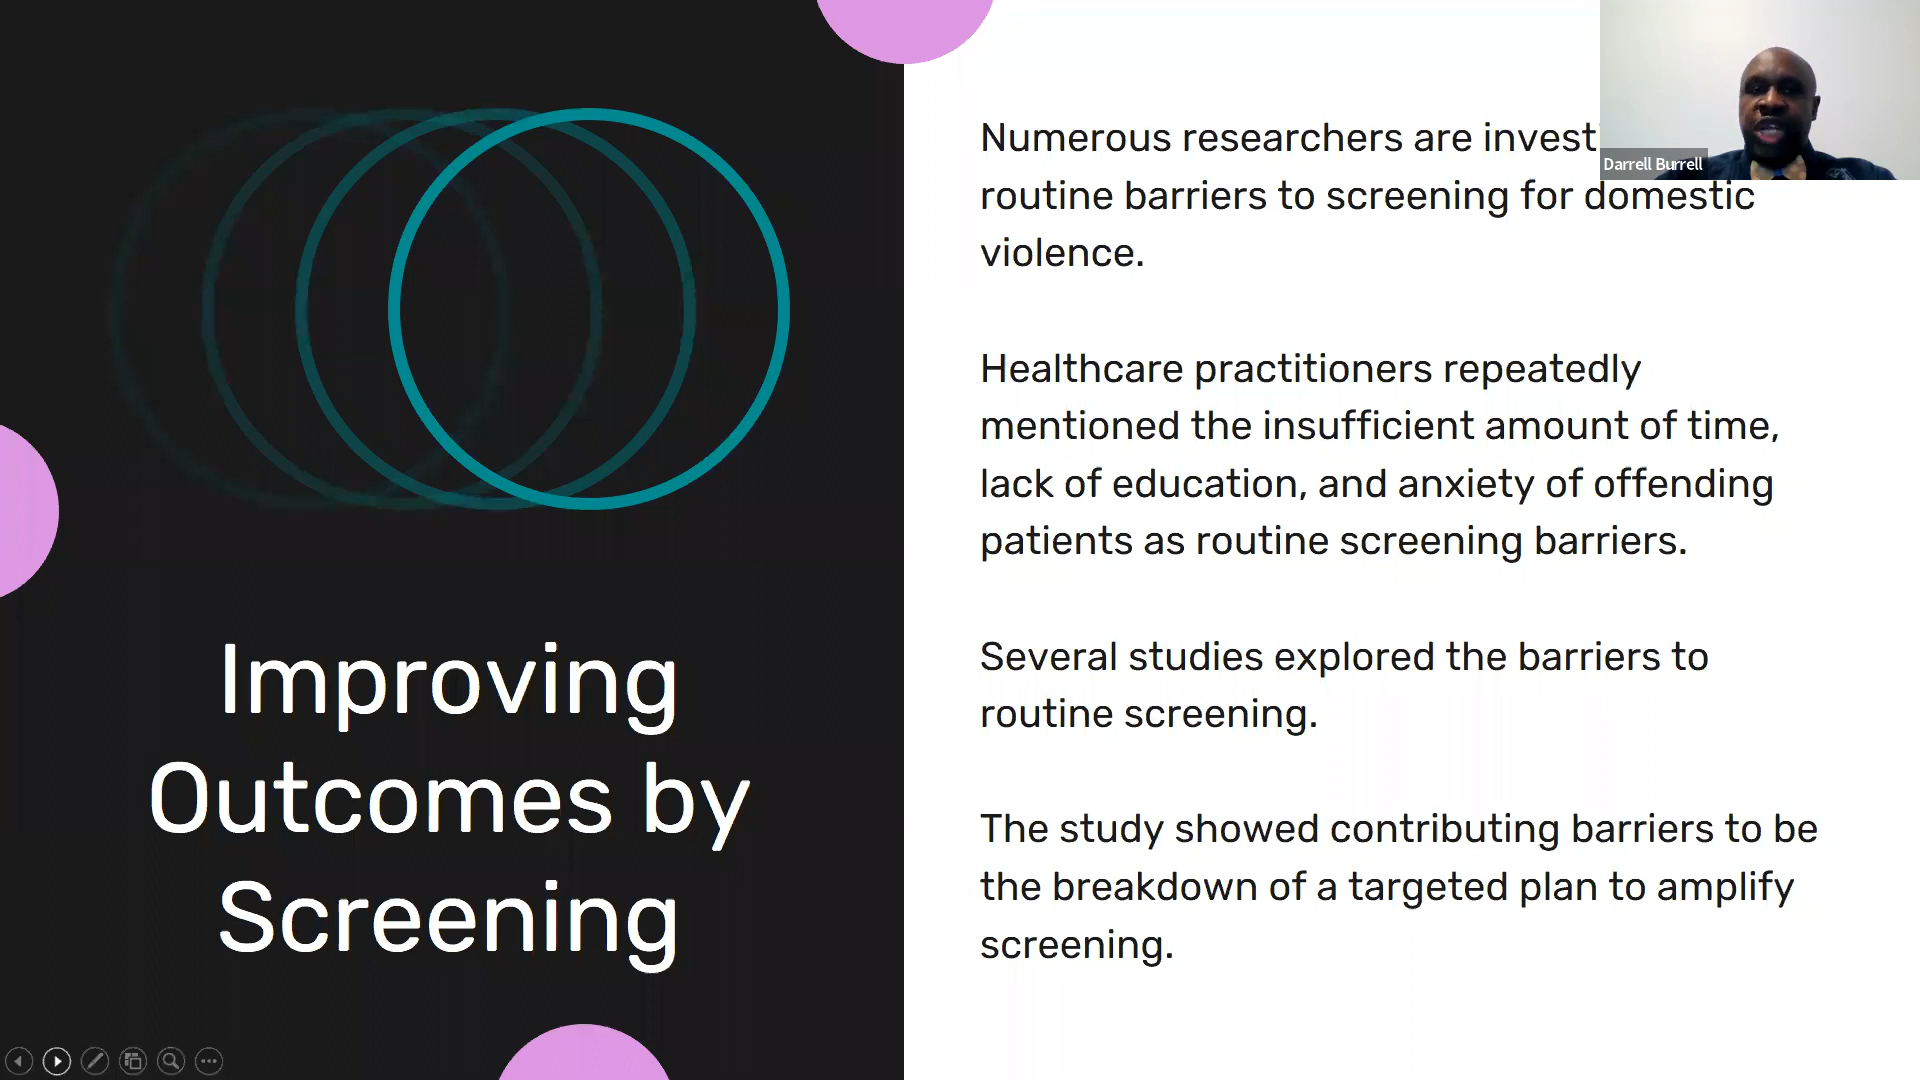 Improving
Outcomes by
Screening
Numerous researchers are
routine barriers to screening for domestic
violence.
Healthcare practitioners repeatedly
mentioned the insufficient amount of time,
lack of education, and anxiety of offending
patients as routine screening barriers.
Several studies explored the barriers to
routine screening.
The study showed contributing barriers to be
the breakdown of a targeted plan to amplify
screening.
Darrell Burrell